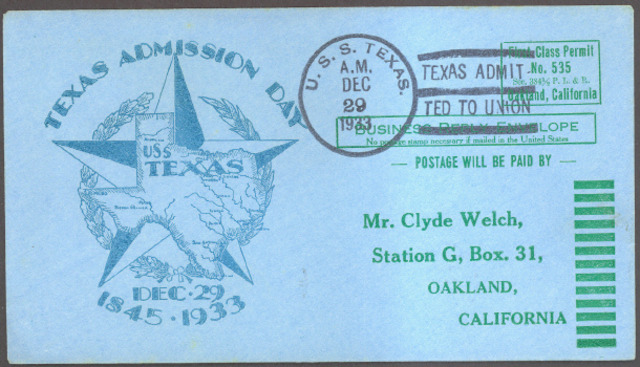 TEXAS ADMISSION DAY
USS
TEXAS
DEC·29
1845·1933
U. S. S. TEXAS.
A.M.
DEC
29
1933
TEXAS ADMIT-
TED TO UNION
First Class Permit
No. 535
P. L. & R.
Oakland, California
BUSINESS REPLY ENVELOPE
No postage stamp necessary if mailed in the United States
— POSTAGE WILL BE PAID BY —
Mr. Clyde Welch,
Station G, Box. 31,
OAKLAND,
CALIFORNIA